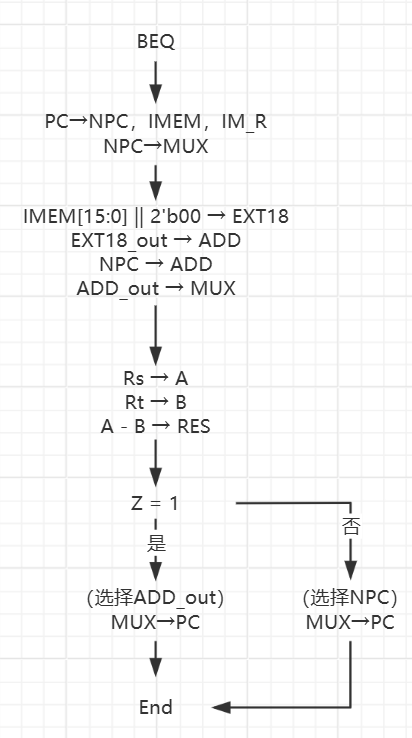 BEQ
PC→NPC，IMEM，IM_R
NPC→MUX
IMEM[15:0] || 2'b00 → EXT18
EXT18_out → ADD
NPC → ADD
ADD_out → MUX
Rs → A
Rt → B
A - B → RES
Z = 1
是
否
(选择ADD_out)
MUX→PC
(选择NPC)
MUX→PC
End